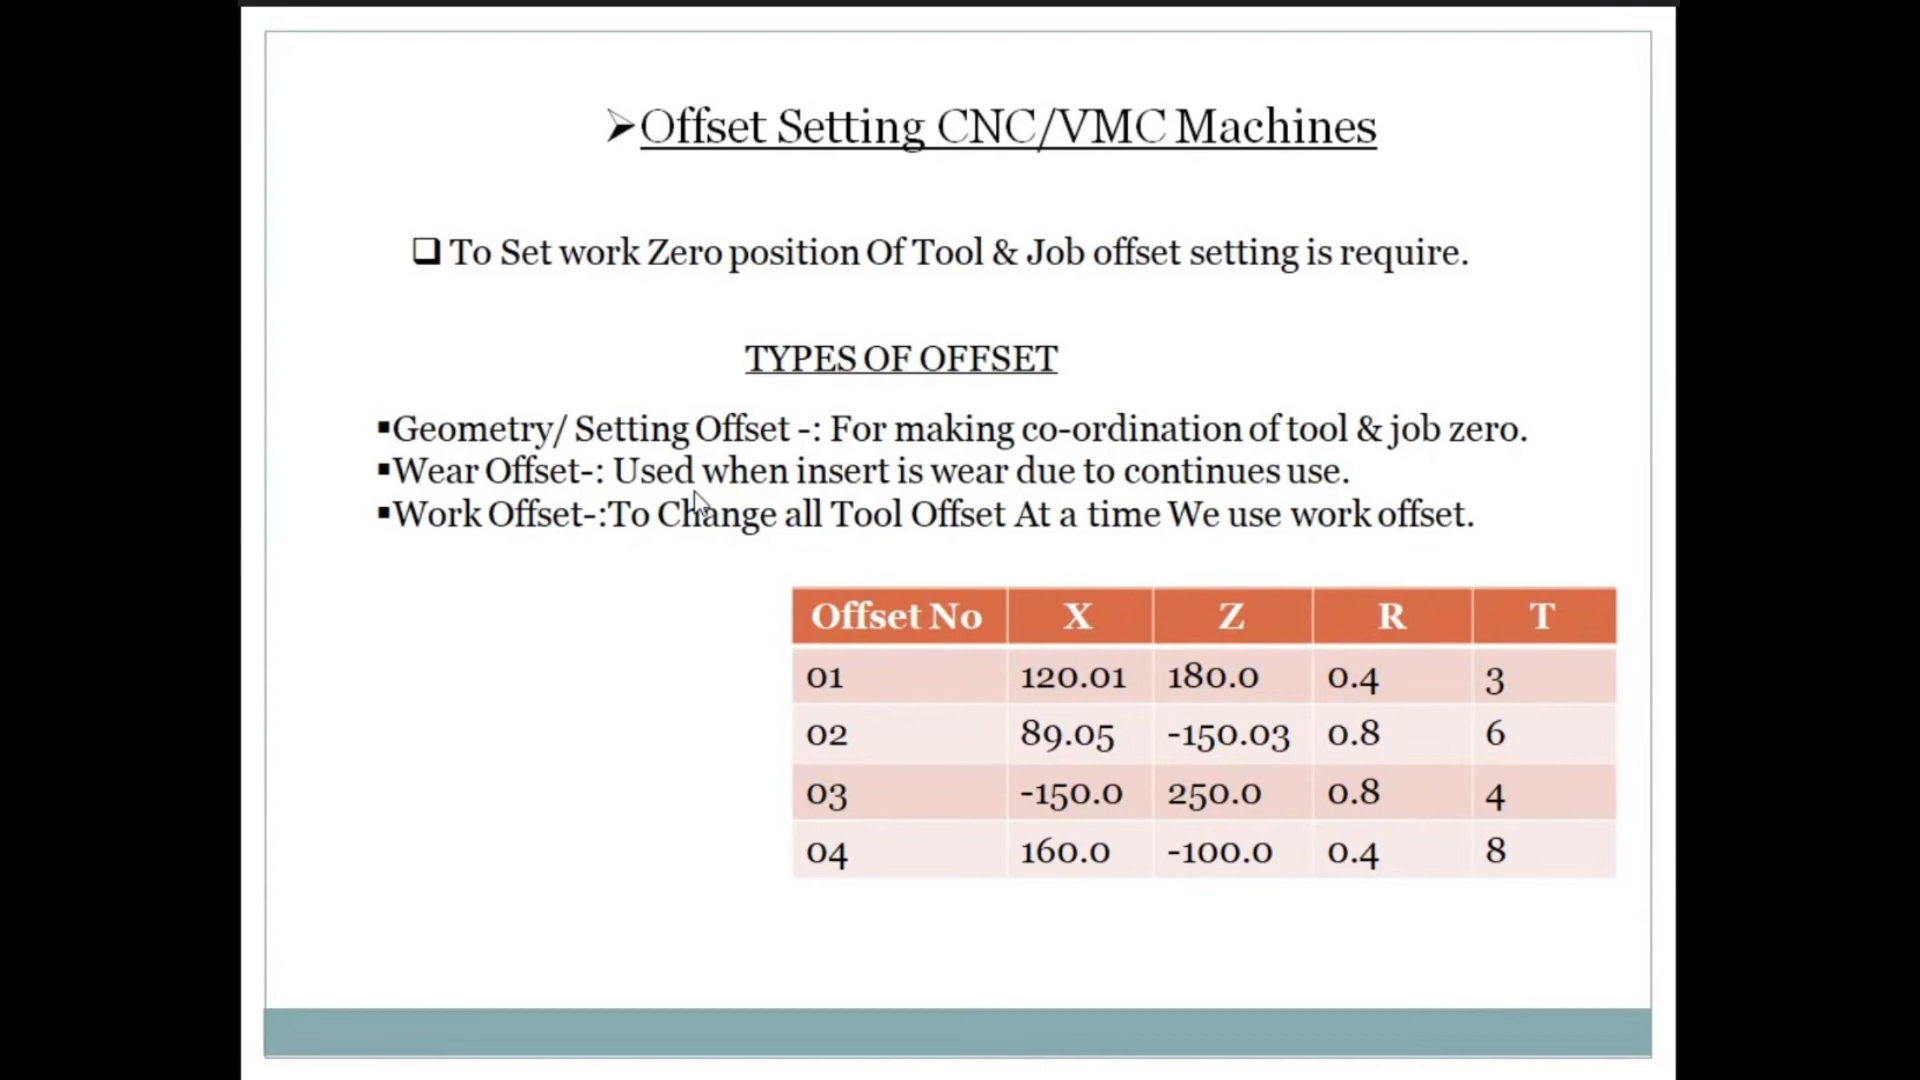 ➢Offset Setting CNC/VMC Machines
❑ To Set work Zero position Of Tool & Job offset setting is require.
TYPES OF OFFSET
▪Geometry/ Setting Offset -: For making co-ordination of tool & job zero.
▪Wear Offset-: Used when insert is wear due to continues use.
▪Work Offset-:To Change all Tool Offset At a time We use work offset.
Offset No X Z R T
01 120.01 180.0 0.4 3
02 89.05 -150.03 0.8 6
03 -150.0 250.0 0.8 4
04 160.0 -100.0 0.4 8